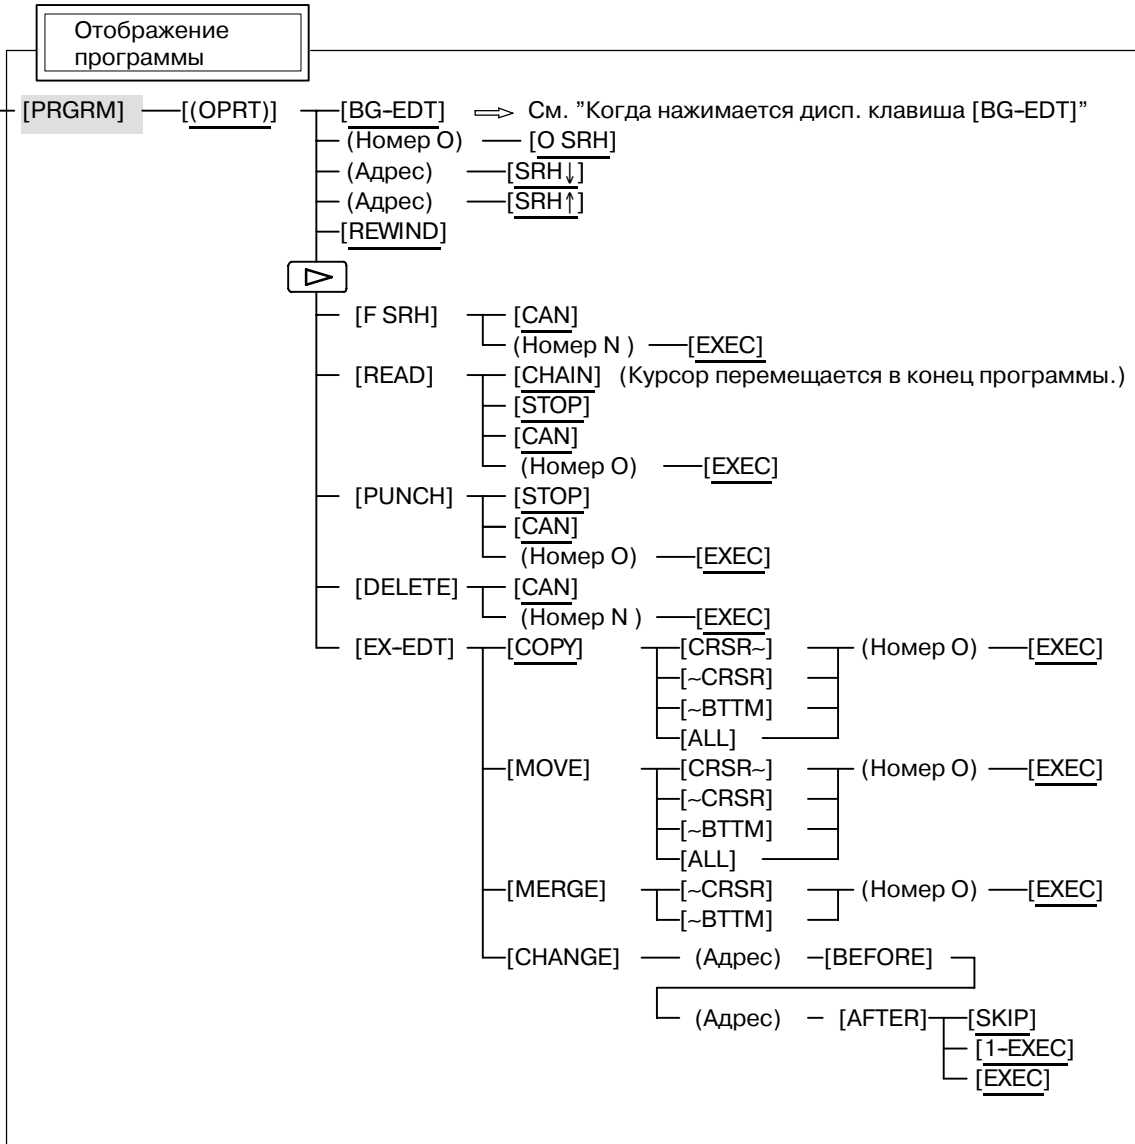 Отображение
программы
[PRGRM] [(OPRT)] [BG-EDT] ⇒ См. ”Когда нажимается дисп. клавиша [BG-EDT]”
(Номер O) [O SRH]
(Адрес) [SRH↓]
(Адрес) [SRH↑]
[REWIND]
[F SRH] [CAN]
(Номер N ) [EXEC]
[READ] [CHAIN] (Курсор перемещается в конец программы.)
[STOP]
[CAN]
(Номер O) [EXEC]
[PUNCH] [STOP]
[CAN]
(Номер O) [EXEC]
[DELETE] [CAN]
(Номер N ) [EXEC]
[EX-EDT] [COPY] [CRSR~] (Номер O) [EXEC]
[~CRSR]
[~BTTM]
[ALL]
[MOVE] [CRSR~] (Номер O) [EXEC]
[~CRSR]
[~BTTM]
[ALL]
[MERGE] [~CRSR] (Номер O) [EXEC]
[~BTTM]
[CHANGE] (Адрес) [BEFORE]
(Адрес) [AFTER] [SKIP]
[1-EXEC]
[EXEC]